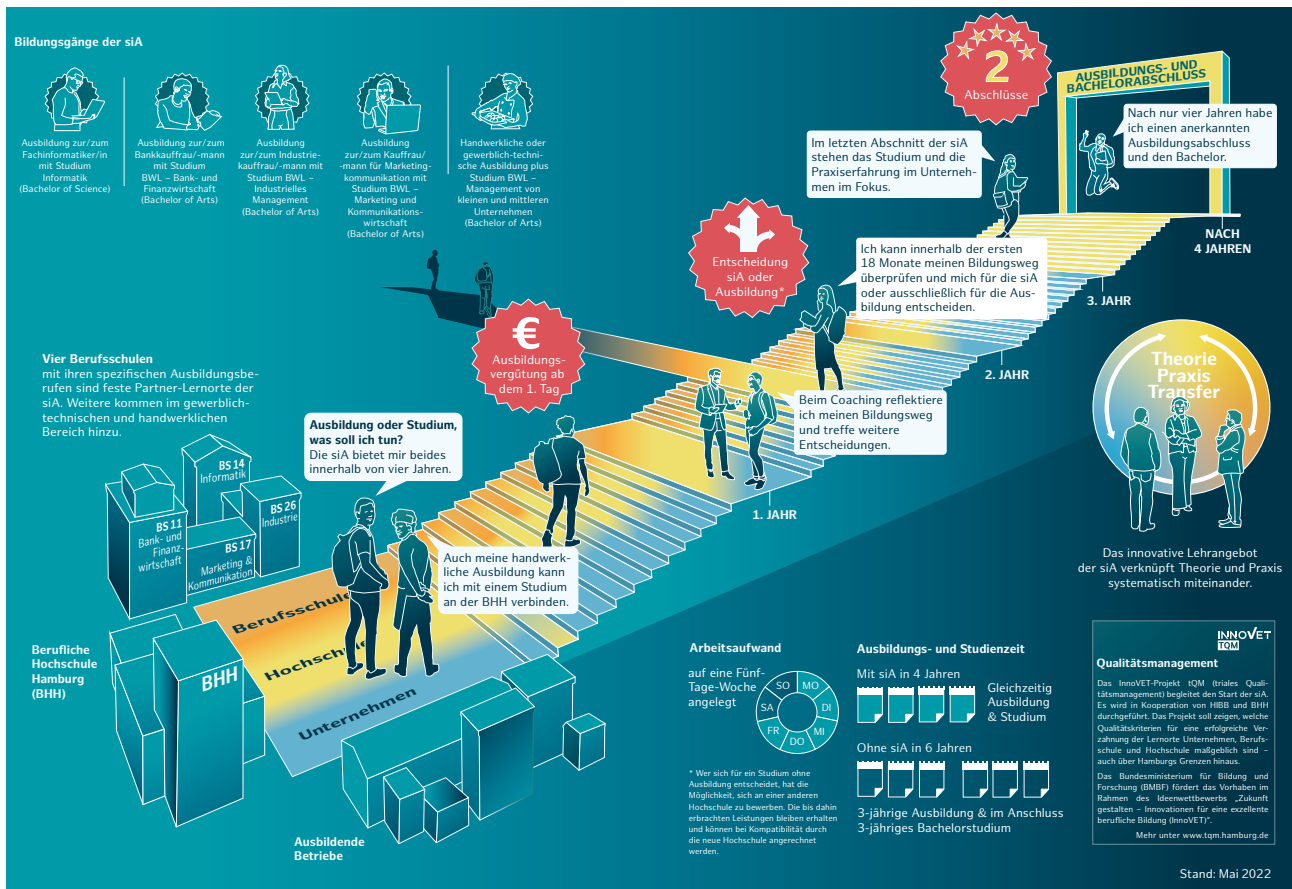 Bildungsgänge der siA
Ausbildung zur/zum
Fachinformatiker/in
mit Studium
Informatik
(Bachelor of Science)
Ausbildung zur/zum
Bankkauffrau/-mann
mit Studium
BWL – Bank- und
Finanzwirtschaft
(Bachelor of Arts)
Ausbildung
zur/zum Industrie-
kauffrau/-mann mit
Studium BWL –
Industrielles
Management
(Bachelor of Arts)
Ausbildung
zur/zum Kauffrau/
-mann für Marketing-
kommunikation mit
Studium BWL –
Marketing und
Kommunikations-
wirtschaft
(Bachelor of Arts)
Handwerkliche oder
gewerblich-techni-
sche Ausbildung plus
Studium BWL –
Management von
kleinen und mittleren
Unternehmen
(Bachelor of Arts)
2
Abschlüsse
AUSBILDUNGS- UND
BACHELORABSCHLUSS
Nach nur vier Jahren habe
ich einen anerkannten
Ausbildungsabschluss
und den Bachelor.
Im letzten Abschnitt der siA
stehen das Studium und die
Praxiserfahrung im Unterneh-
men im Fokus.
NACH
4 JAHREN
Entscheidung
siA oder
Ausbildung*
Ich kann innerhalb der ersten
18 Monate meinen Bildungsweg
überprüfen und mich für die siA
oder ausschließlich für die Aus-
bildung entscheiden.
3. JAHR
€
Ausbildungs-
vergütung ab
dem 1. Tag
2. JAHR
Theorie
Praxis
Transfer
Vier Berufsschulen
mit ihren spezifischen Ausbildungsbe-
rufen sind feste Partner-Lernorte der
siA. Weitere kommen im gewerblich-
technischen und handwerklichen
Bereich hinzu.
Beim Coaching reflektiere
ich meinen Bildungsweg
und treffe weitere
Entscheidungen.
Ausbildung oder Studium,
was soll ich tun?
Die siA bietet mir beides
innerhalb von vier Jahren.
1. JAHR
BS 14
Informatik
BS 26
Industrie
BS 11
Bank- und
Finanz-
wirtschaft
BS 17
Marketing &
Kommunikation
Auch meine handwerk-
liche Ausbildung kann
ich mit einem Studium
an der BHH verbinden.
Das innovative Lehrangebot
der siA verknüpft Theorie und Praxis
systematisch miteinander.
Berufsschule
Hochschule
Unternehmen
Berufliche
Hochschule
Hamburg
(BHH)
BHH
Ausbildende
Betriebe
Arbeitsaufwand
auf eine Fünf-
Tage-Woche
angelegt
SO
MO
DI
MI
DO
FR
SA
* Wer sich für ein Studium ohne
Ausbildung entscheidet, hat die
Möglichkeit, sich an einer anderen
Hochschule zu bewerben. Die bis dahin
erbrachten Leistungen bleiben erhalten
und können bei Kompatibilität durch
die neue Hochschule angerechnet
werden.
Ausbildungs- und Studienzeit
Mit siA in 4 Jahren
Gleichzeitig
Ausbildung
& Studium
Ohne siA in 6 Jahren
3-jährige Ausbildung & im Anschluss
3-jähriges Bachelorstudium
INNOVET
TQM
Qualitätsmanagement
Das InnoVET-Projekt tQM (triales Quali-
tätsmanagement) begleitet den Start der siA.
Es wird in Kooperation von HIBB und BHH
durchgeführt. Das Projekt soll zeigen, welche
Qualitätskriterien für eine erfolgreiche Ver-
zahnung der Lernorte Unternehmen, Berufs-
schule und Hochschule maßgeblich sind –
auch über Hamburgs Grenzen hinaus.
Das Bundesministerium für Bildung und
Forschung (BMBF) fördert das Vorhaben im
Rahmen des Ideenwettbewerbs „Zukunft
gestalten – Innovationen für eine exzellente
berufliche Bildung (InnoVET)“.
Mehr unter www.tqm.hamburg.de
Stand: Mai 2022